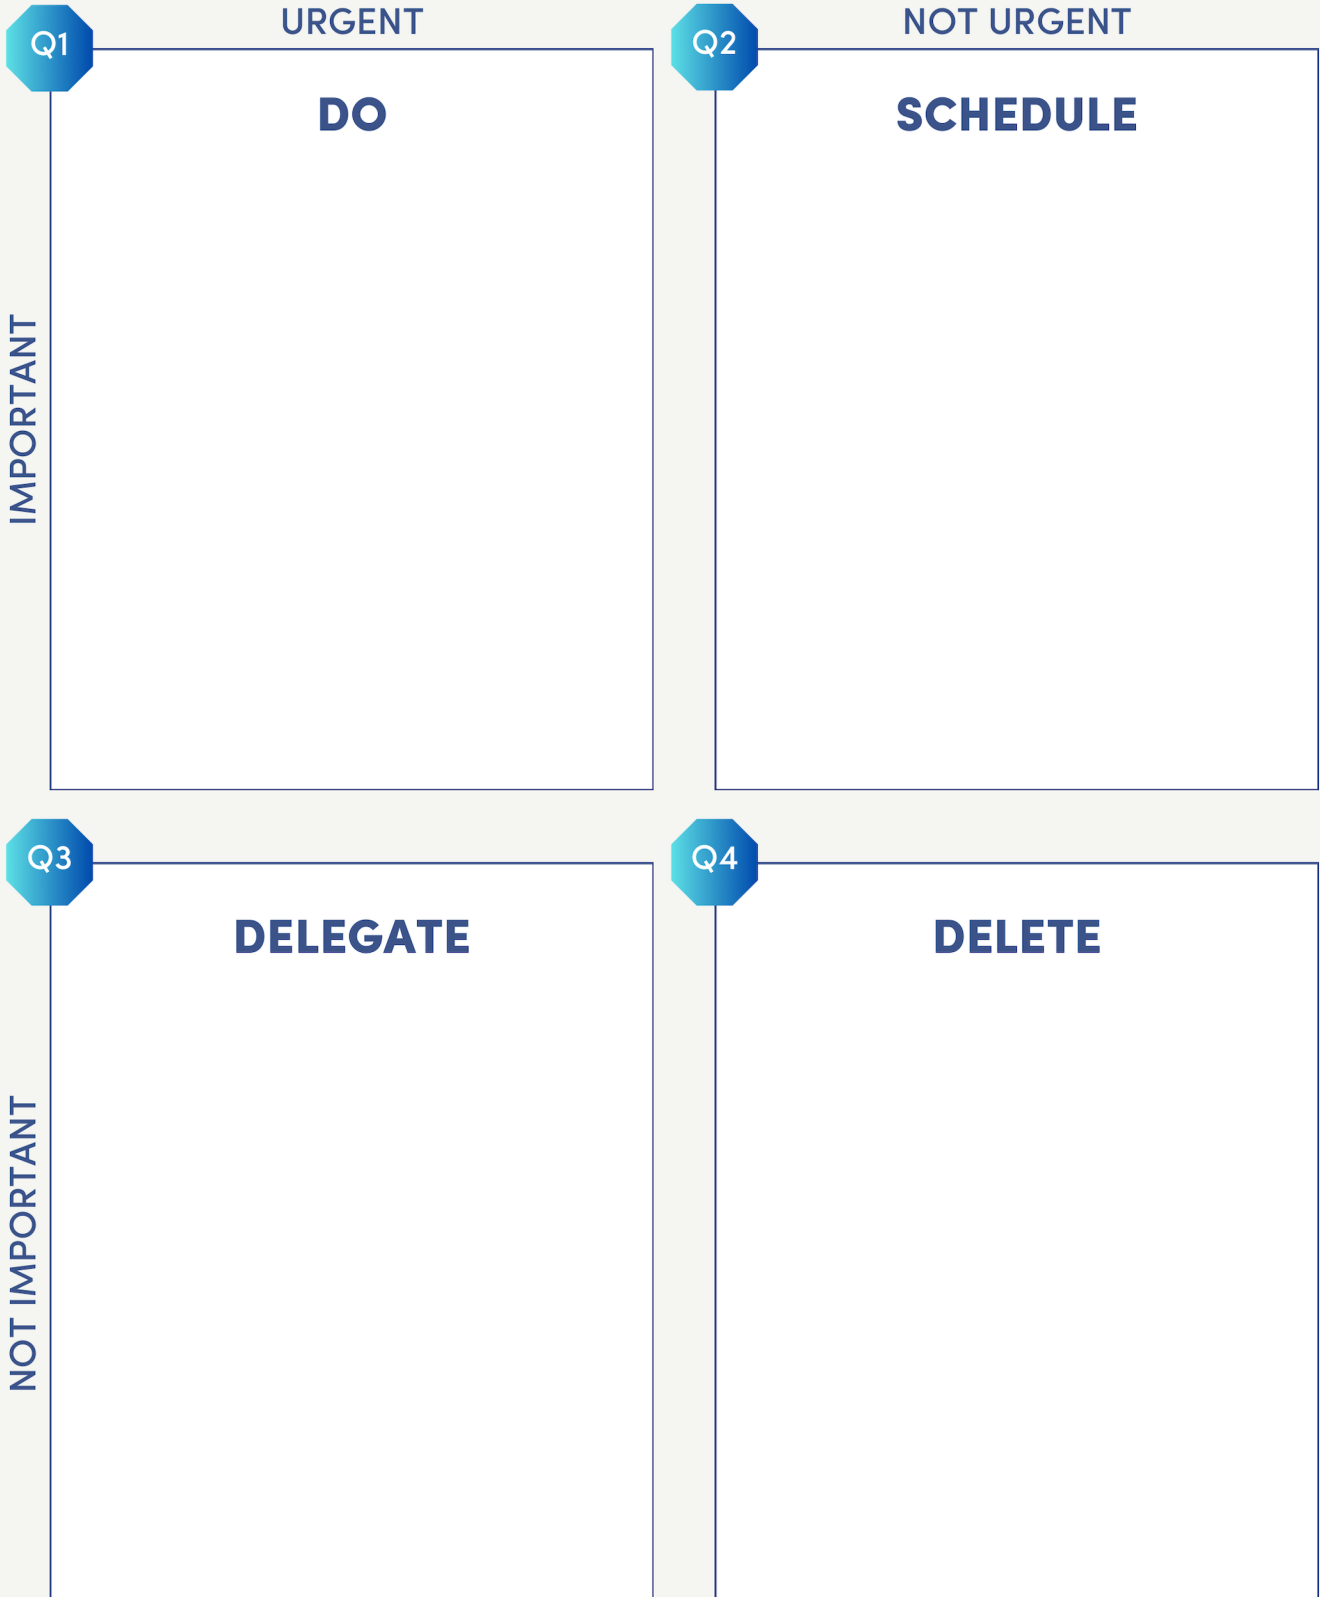 URGENT
NOT URGENT
Q1
Q2
DO
SCHEDULE
IMPORTANT
Q3
Q4
DELEGATE
DELETE
NOT IMPORTANT